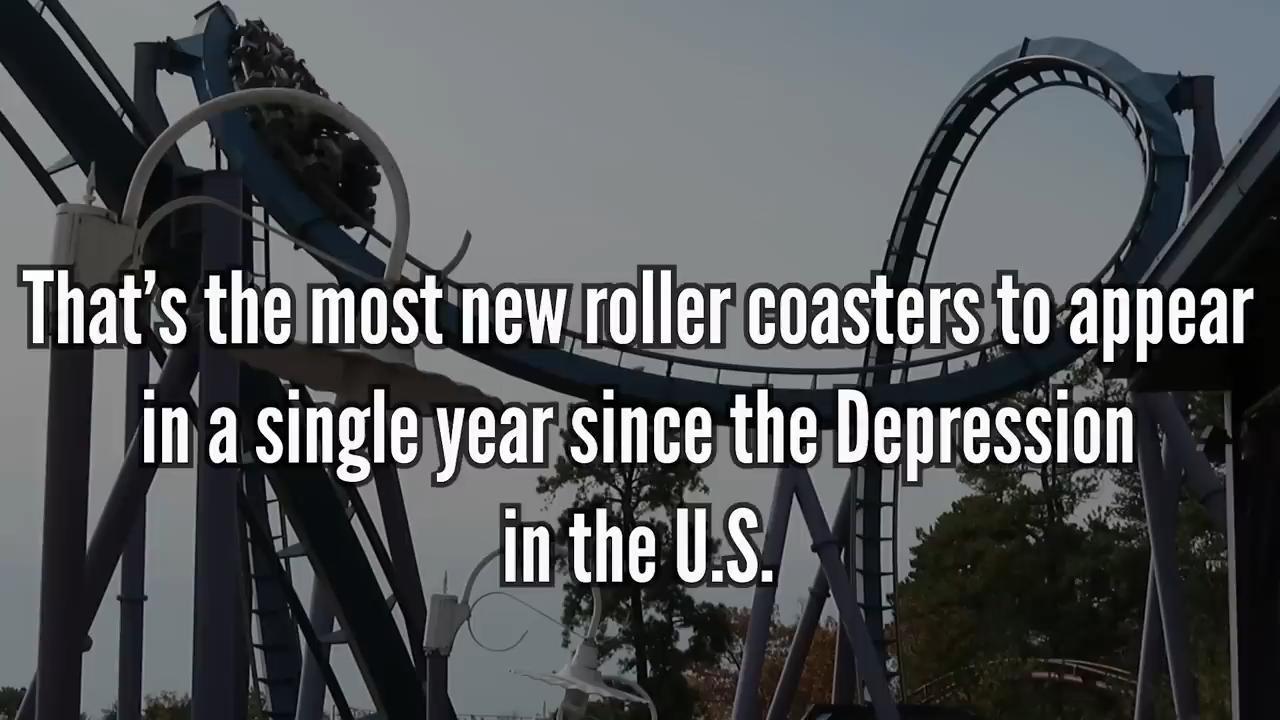 That’s the most new roller coasters to appear
in a single year since the Depression
in the U.S.